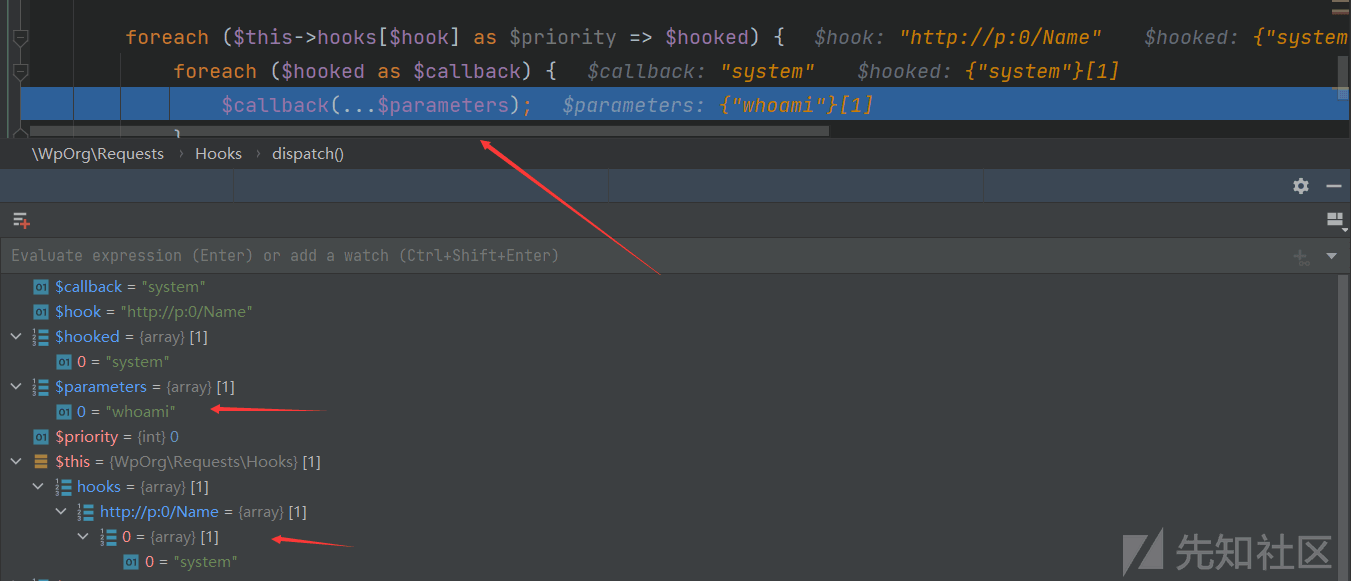 foreach ($this->hooks[$hook] as $priority => $hooked) { $hook: "http://p:0/Name" $hooked: {"system
foreach ($hooked as $callback) { $callback: "system" $hooked: {"system"}[1]
$callback(...$parameters); $parameters: {"whoami"}[1]
}
\WpOrg\Requests › Hooks › dispatch()
Evaluate expression (Enter) or add a watch (Ctrl+Shift+Enter)
$callback = "system"
$hook = "http://p:0/Name"
$hooked = {array} [1]
0 = "system"
$parameters = {array} [1]
0 = "whoami"
$priority = {int} 0
$this = {WpOrg\Requests\Hooks} [1]
hooks = {array} [1]
http://p:0/Name = {array} [1]
0 = {array} [1]
0 = "system"
先知社区